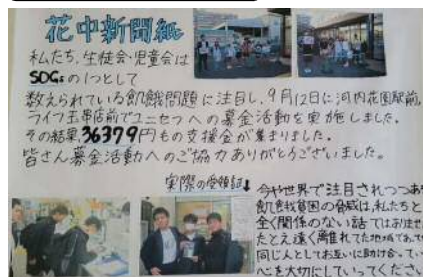 花中新聞紙
私たち、生徒会・児童会は
SDGsの1つとして
数えられている飢餓問題に注目し、9月12日に河内花園駅前、
ライフ玉串店前でユニセフへの募金活動を実施しました。
その結果、36379円もの支援金が集まりました。
皆さん募金活動へのご協力ありがとうございました。
実際の受領証↓
今や世界で注目されつつあ
飢餓貧困の脅威は、私たちと
全く関係のない話ではありませ
たとえ遠く離れてた地域であって
同じ人としてお互いに助け合って、
心を大切にしていってくださ